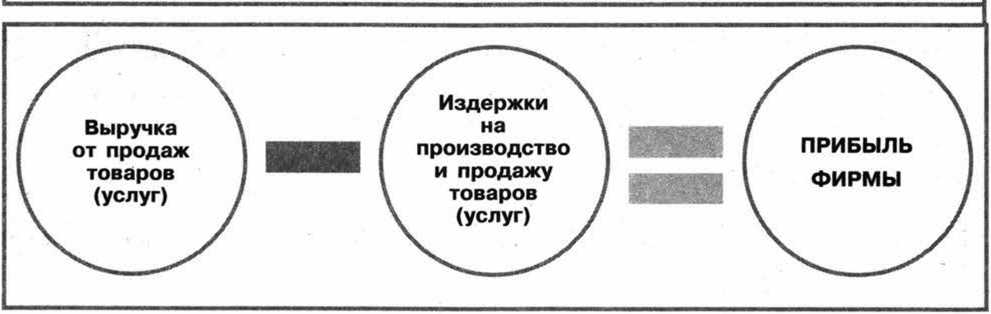 Выручка
от продаж
товаров
(услуг)
Издержки
на
производство
и продажу
товаров
(услуг)
ПРИБЫЛЬ
ФИРМЫ